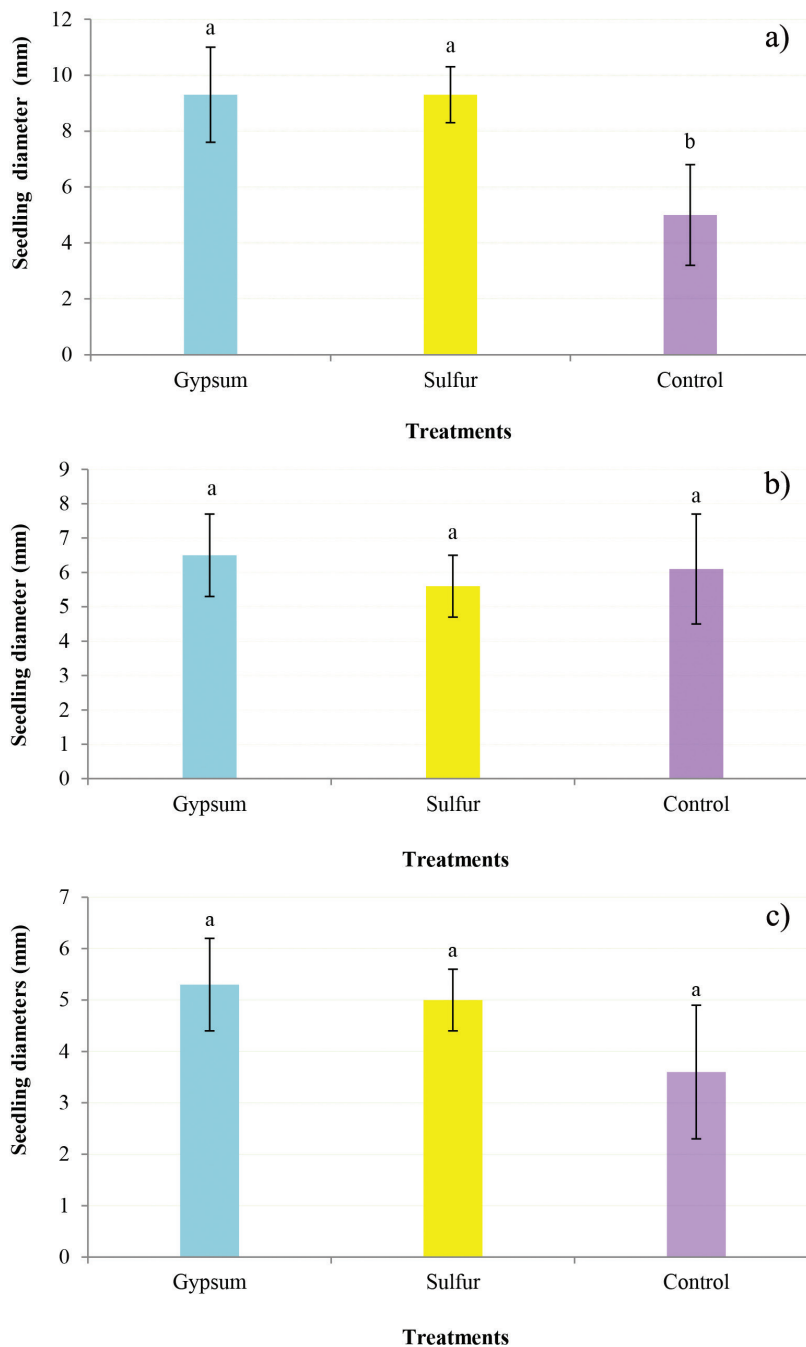 a)
Seedling diameter (mm)
12
10
8
6
4
2
0
a
a
b
Gypsum
Sulfur
Control
Treatments
b)
Seedling diameter (mm)
9
8
7
6
5
4
3
2
1
0
a
a
a
Gypsum
Sulfur
Control
Treatments
c)
Seedling diameters (mm)
7
6
5
4
3
2
1
0
a
a
a
Gypsum
Sulfur
Control
Treatments